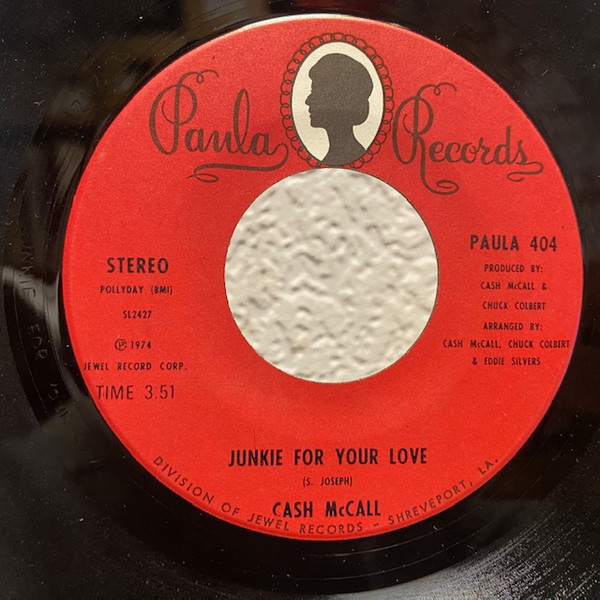 Paula Records
STEREO
POLLYDAY (BMI)
SL2427
Ⓟ 1974
JEWEL RECORD CORP.
TIME 3:51
PAULA 404
PRODUCED BY:
CASH McCALL &
CHUCK COLBERT
ARRANGED BY:
CASH McCALL, CHUCK COLBERT
& EDDIE SILVERS
JUNKIE FOR YOUR LOVE
(S. JOSEPH)
CASH McCALL
DIVISION OF JEWEL RECORDS - SHREVEPORT, LA.